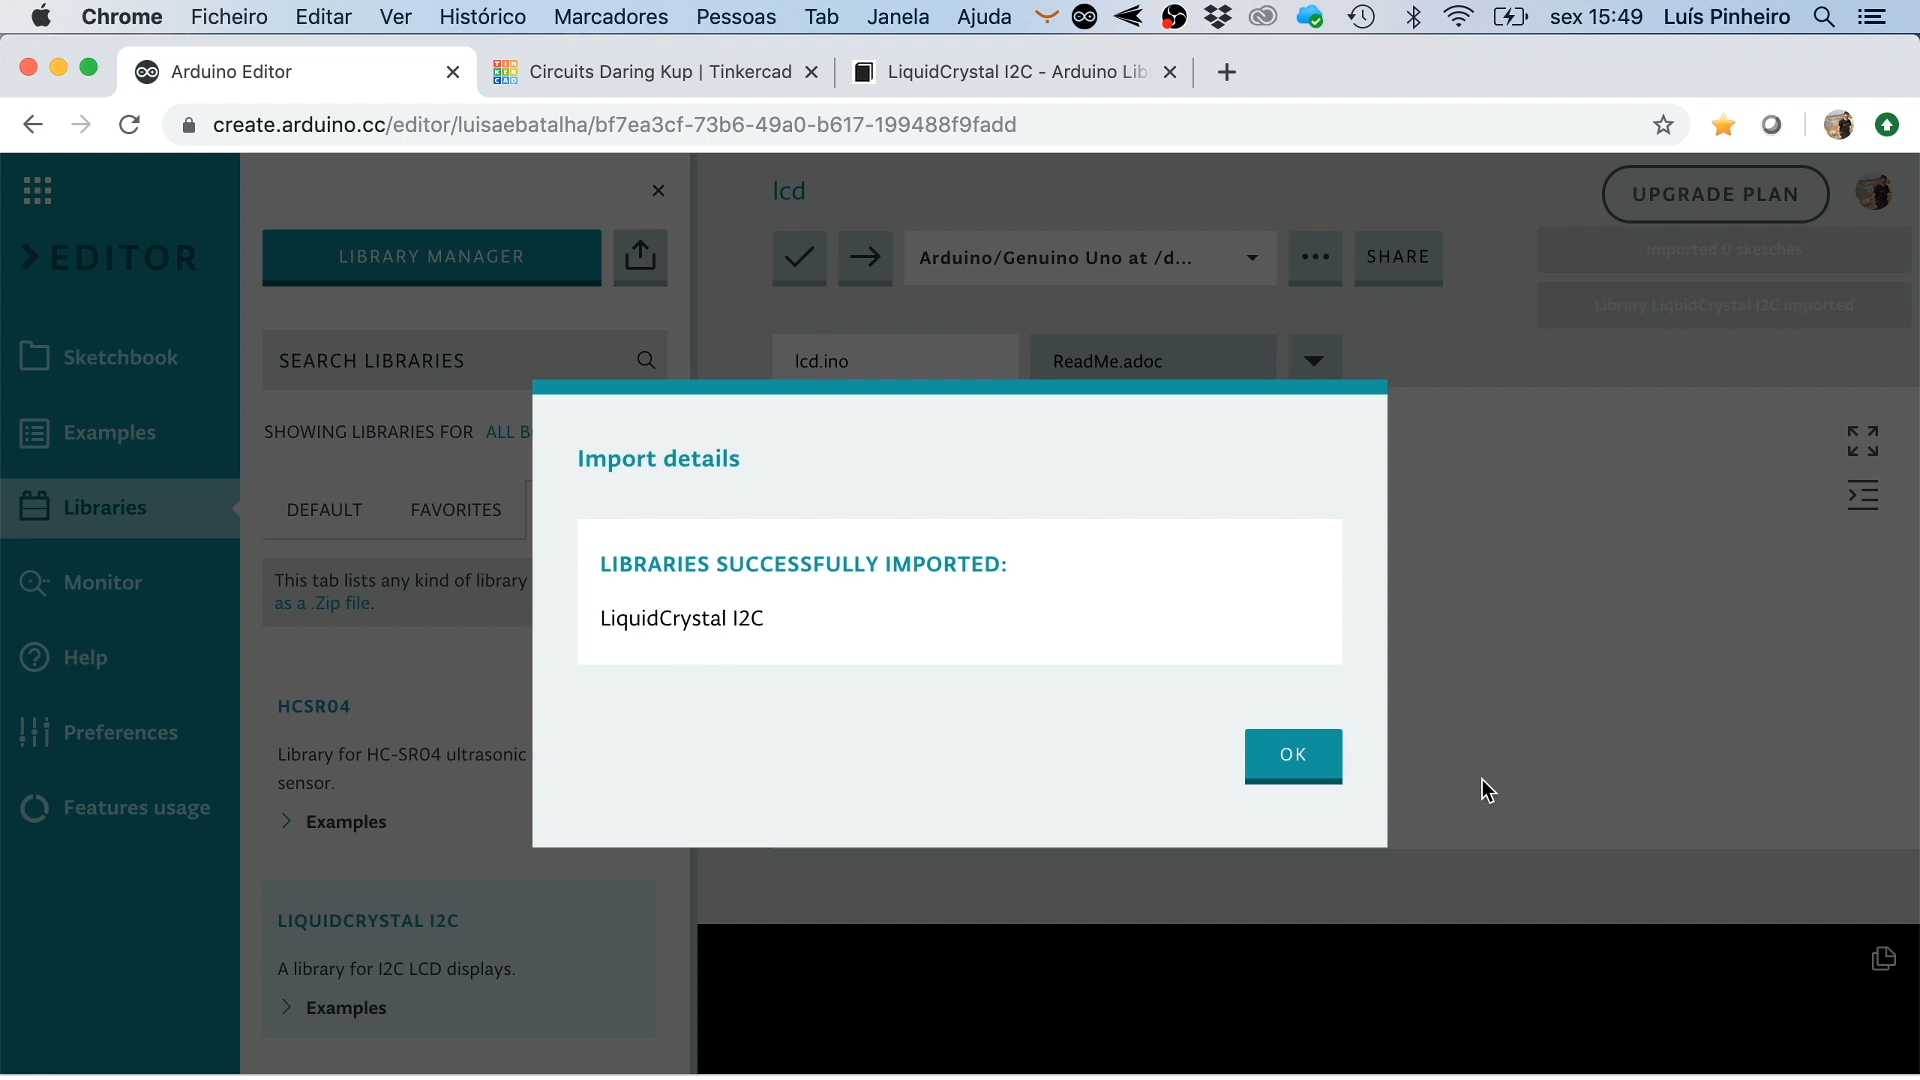 Chrome Ficheiro Editar Ver Histórico Marcadores Pessoas Tab Janela Ajuda sex 15:49 Luís Pinheiro
Arduino Editor Circuits Daring Kup | Tinkercad LiquidCrystal I2C - Arduino Lib
create.arduino.cc/editor/luisaebatalha/bf7ea3cf-73b6-49a0-b617-199488f9fadd
lcd
UPGRADE PLAN
EDITOR
LIBRARY MANAGER
Arduino/Genuino Uno at /d...
SHARE
Imported 0 sketches
Library LiquidCrystal I2C imported
Sketchbook
SEARCH LIBRARIES
lcd.ino
ReadMe.adoc
Examples
SHOWING LIBRARIES FOR ALL B
Import details
Libraries
DEFAULT FAVORITES
LIBRARIES SUCCESSFULLY IMPORTED:
Monitor
This tab lists any kind of library
as a .Zip file.
LiquidCrystal I2C
Help
HCSR04
Preferences
Library for HC-SR04 ultrasonic
sensor.
OK
Features usage
Examples
LIQUIDCRYSTAL I2C
A library for I2C LCD displays.
Examples